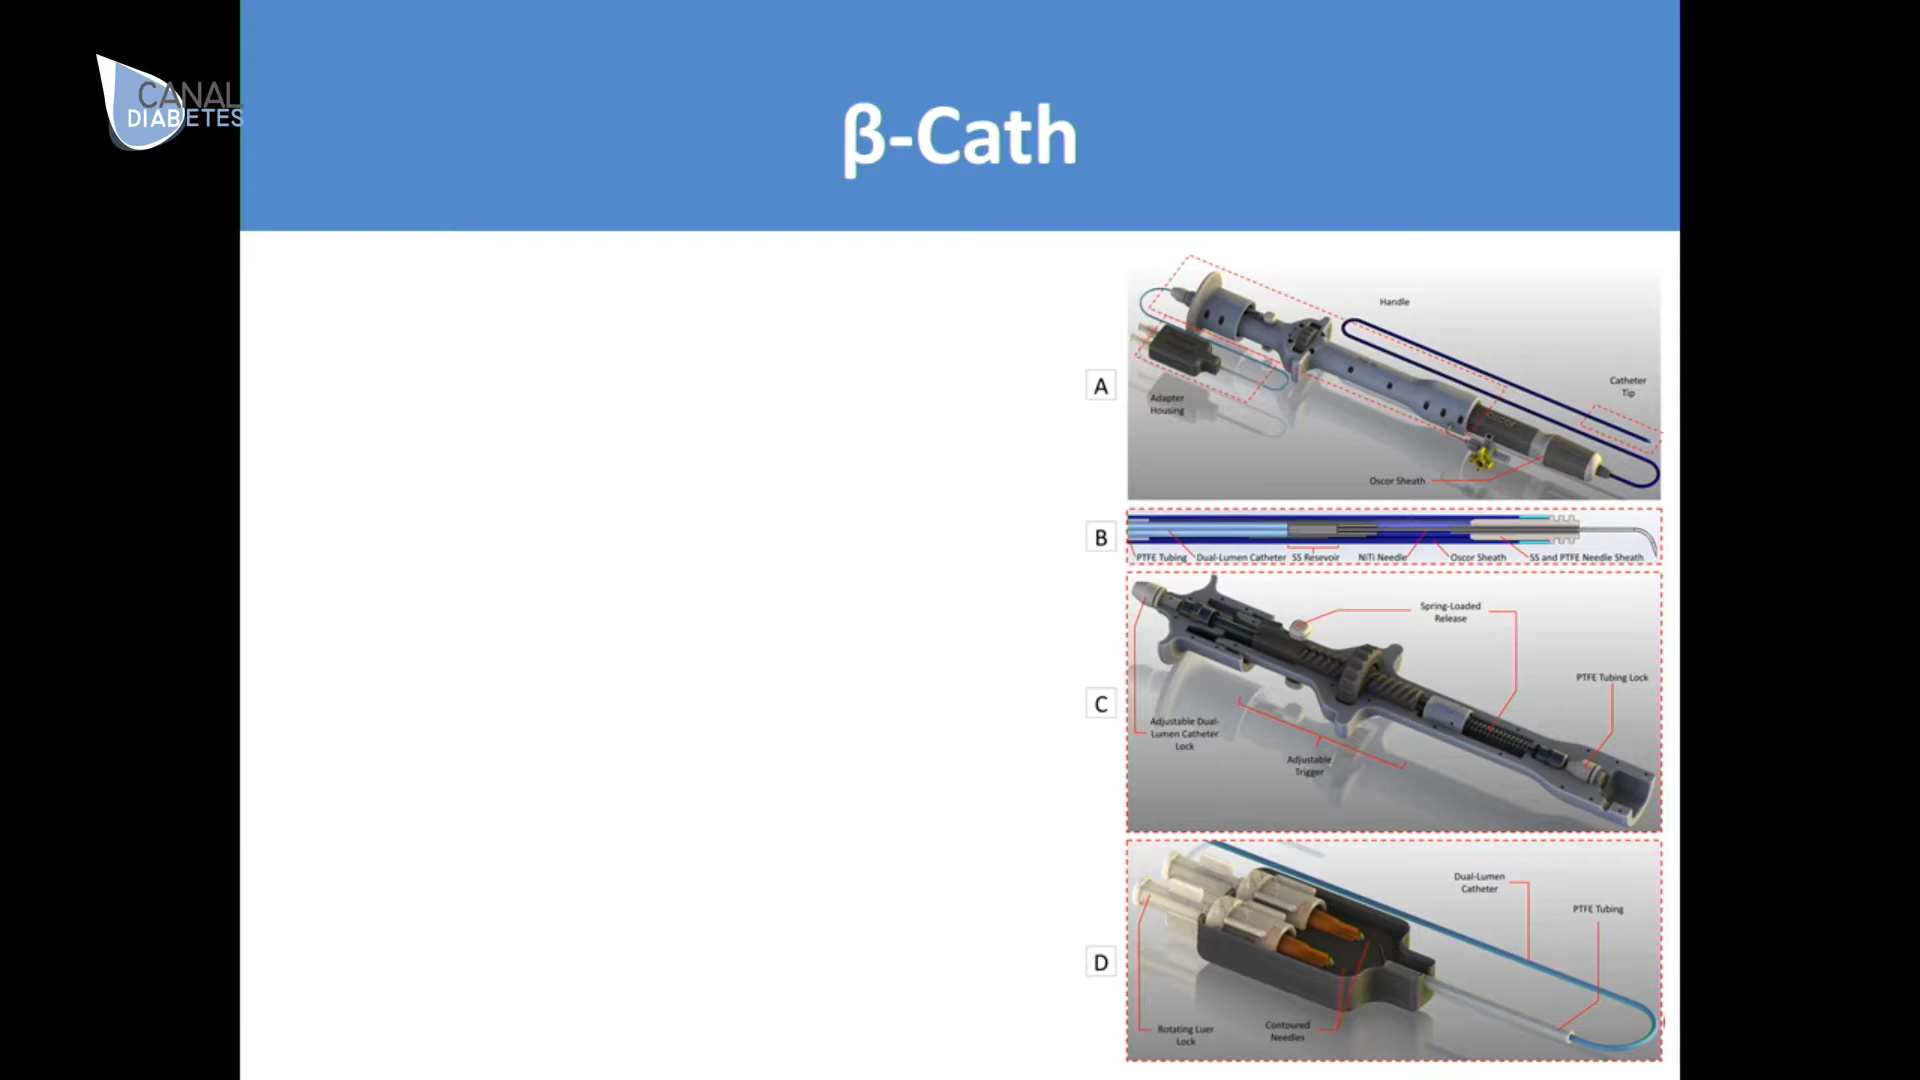 CANAL
DIABETES
β-Cath
A
Handle
Catheter
Tip
Adapter
Housing
Oscor Sheath
B
PTFE Tubing
Dual-Lumen Catheter
SS Resevoir
NiTi Needle
Oscor Sheath
SS and PTFE Needle Sheath
C
Spring-Loaded
Release
PTFE Tubing Lock
Adjustable Dual-
Lumen Catheter
Lock
Adjustable
Trigger
D
Dual-Lumen
Catheter
PTFE Tubing
Rotating Luer
Lock
Contoured
Needles